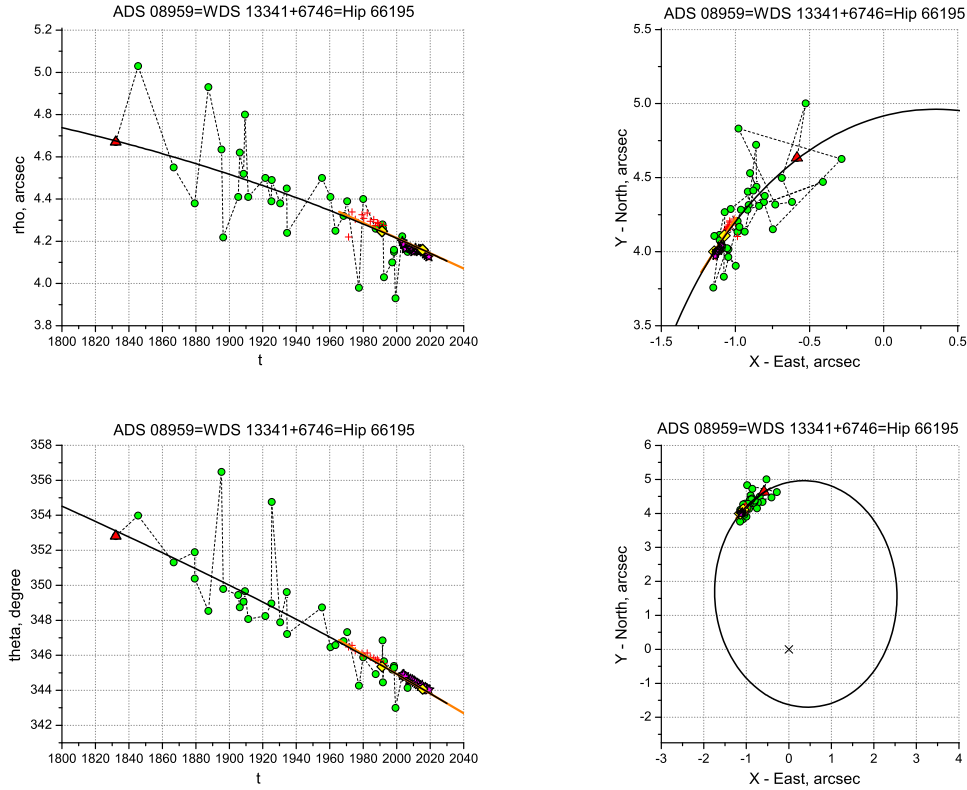 ADS 08959=WDS 13341+6746=Hip 66195
5.2
5.0
4.8
4.6
4.4
4.2
4.0
3.8
rho, arcsec
1800 1820 1840 1860 1880 1900 1920 1940 1960 1980 2000 2020 2040
t
ADS 08959=WDS 13341+6746=Hip 66195
5.5
5.0
4.5
4.0
3.5
Y - North, arcsec
-1.5 -1.0 -0.5 0.0 0.5
X - East, arcsec
ADS 08959=WDS 13341+6746=Hip 66195
358
356
354
352
350
348
346
344
342
theta, degree
1800 1820 1840 1860 1880 1900 1920 1940 1960 1980 2000 2020 2040
t
ADS 08959=WDS 13341+6746=Hip 66195
6
5
4
3
2
1
0
-1
-2
Y - North, arcsec
-3 -2 -1 0 1 2 3 4
X - East, arcsec